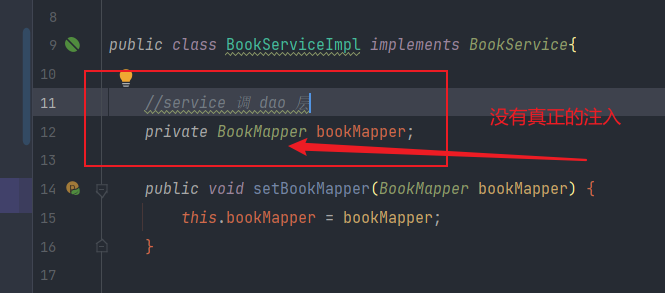 8
9 public class BookServiceImpl implements BookService{
10
11 //service 调 dao 层
12 private BookMapper bookMapper;
没有真正的注入
13
14 public void setBookMapper(BookMapper bookMapper) {
15 this.bookMapper = bookMapper;
16 }
17